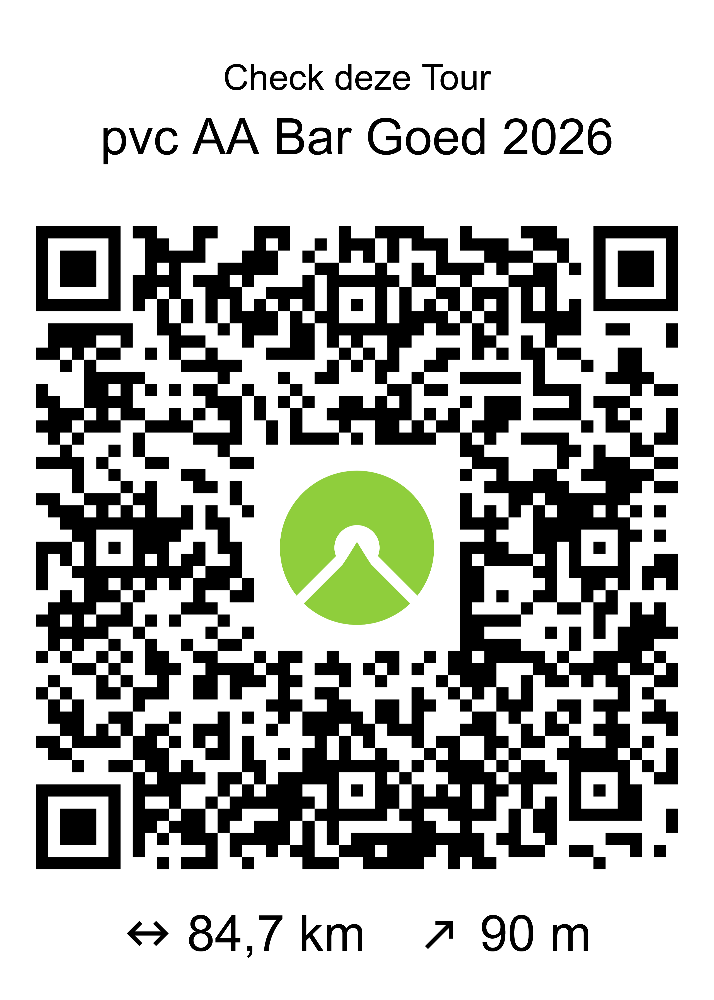 Check deze Tour
pvc AA Bar Goed 2026
↔ 84,7 km ↗ 90 m